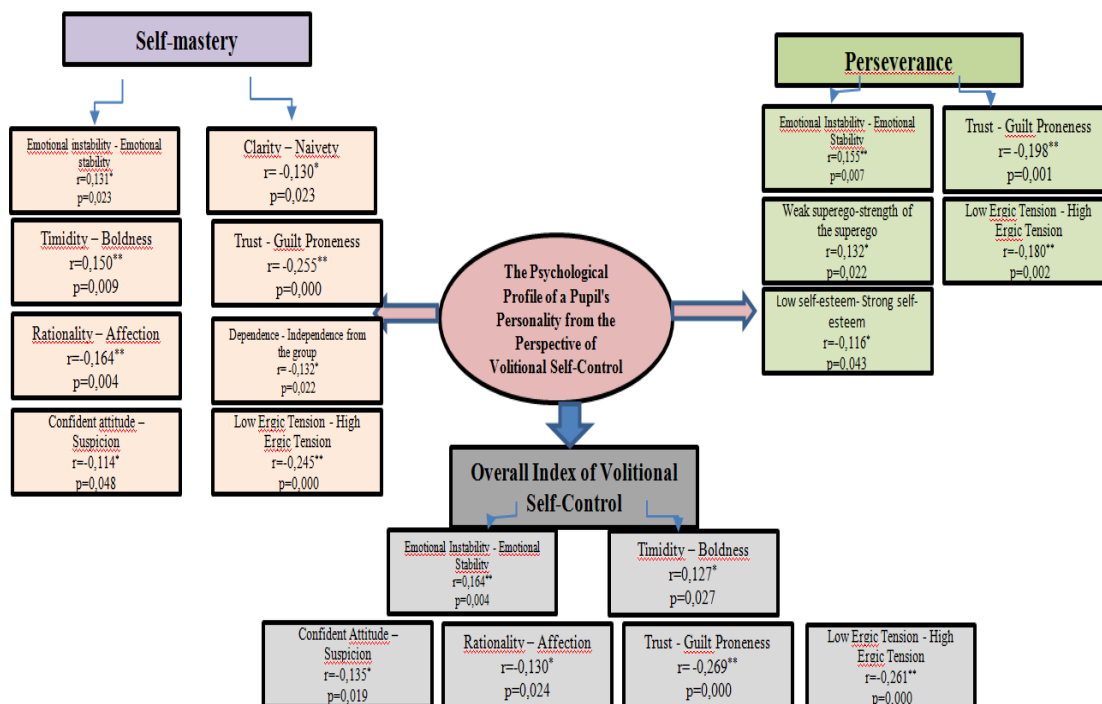 Self-mastery
Emotional instability - Emotional
stability
r=0,131*
p=0,023
Clarity – Naivety
r= -0,130*
p=0,023
Timidity – Boldness
r=0,150**
p=0,009
Trust - Guilt Proneness
r= -0,255**
p=0,000
Rationality – Affection
r=-0,164**
p=0,004
Dependence - Independence from
the group
r= -0,132*
p=0,022
Confident attitude –
Suspicion
r=-0,114*
p=0,048
Low Ergic Tension - High
Ergic Tension
r=-0,245**
p=0,000
The Psychological
Profile of a Pupil's
Personality from the
Perspective of
Volitional Self-Control
Perseverance
Emotional Instability - Emotional
Stability
r=0,155**
p=0,007
Trust - Guilt Proneness
r= -0,198**
p=0,001
Weak superego-strength of
the superego
r=0,132*
p=0,022
Low Ergic Tension - High
Ergic Tension
r=-0,180**
p=0,002
Low self-esteem- Strong self-
esteem
r=-0,116*
p=0,043
Overall Index of Volitional
Self-Control
Emotional Instability - Emotional
Stability
r=0,164**
p=0,004
Timidity – Boldness
r=0,127*
p=0,027
Confident Attitude –
Suspicion
r=-0,135*
p=0,019
Rationality – Affection
r=-0,130*
p=0,024
Trust - Guilt Proneness
r= -0,269**
p=0,000
Low Ergic Tension - High
Ergic Tension
r=-0,261**
p=0,000